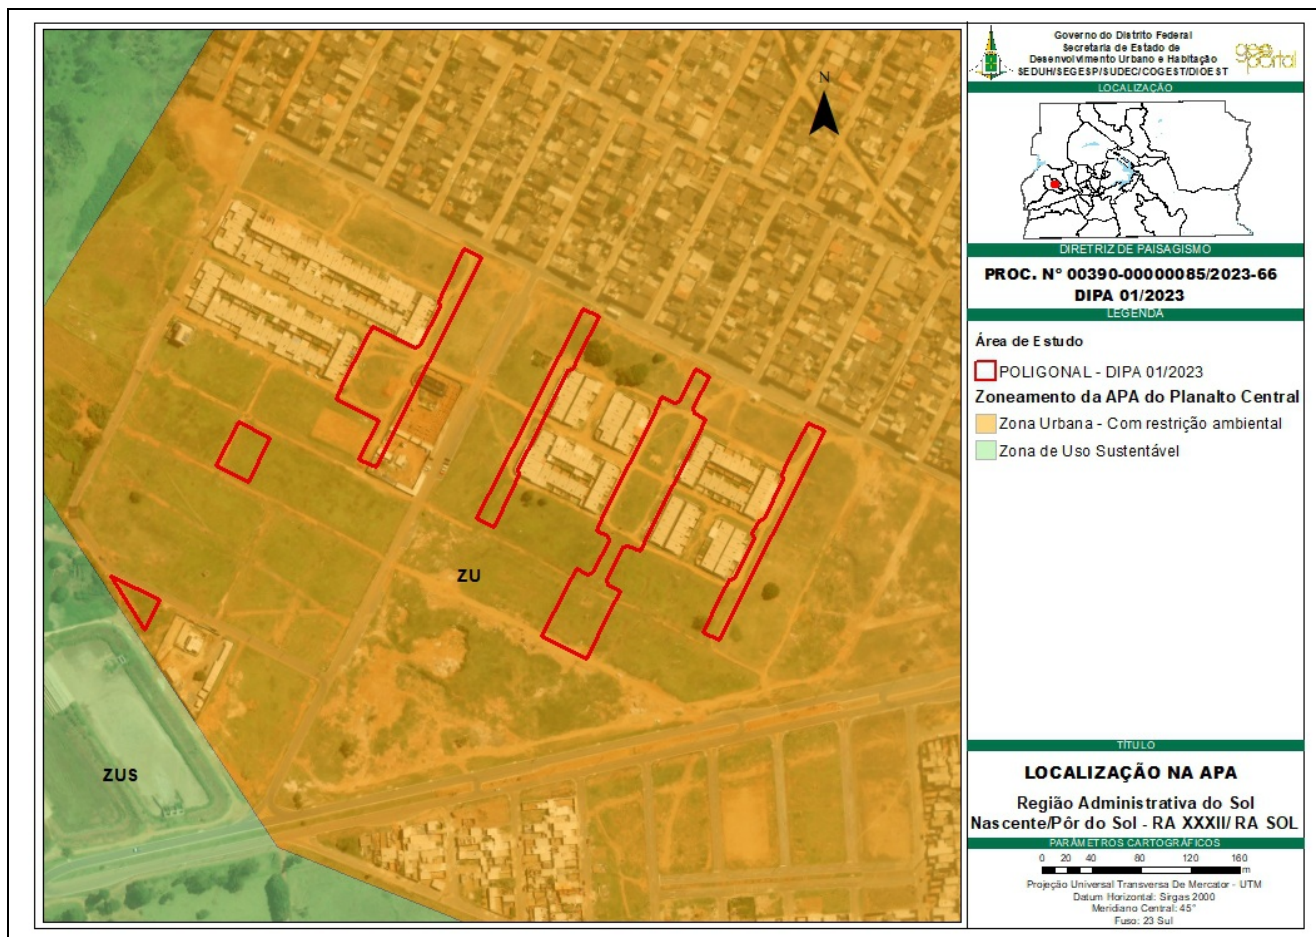 N
ZU
ZUS
Governo do Distrito Federal
Secretaria de Estado de
Desenvolvimento Urbano e Habitação
SEDUH/SEGESP/SUDEC/COGEST/DIOEST
geo
portal
LOCALIZAÇÃO
DIRETRIZ DE PAISAGISMO
PROC. Nº 00390-00000085/2023-66
DIPA 01/2023
LEGENDA
Área de Estudo
POLIGONAL - DIPA 01/2023
Zoneamento da APA do Planalto Central
Zona Urbana - Com restrição ambiental
Zona de Uso Sustentável
TÍTULO
LOCALIZAÇÃO NA APA
Região Administrativa do Sol
Nascente/Pôr do Sol - RA XXXII/ RA SOL
PARÂMETROS CARTOGRÁFICOS
0 20 40 80 120 160
m
Projeção Universal Transversa De Mercator - UTM
Datum Horizontal: Sirgas 2000
Meridiano Central: 45°
Fuso: 23 Sul